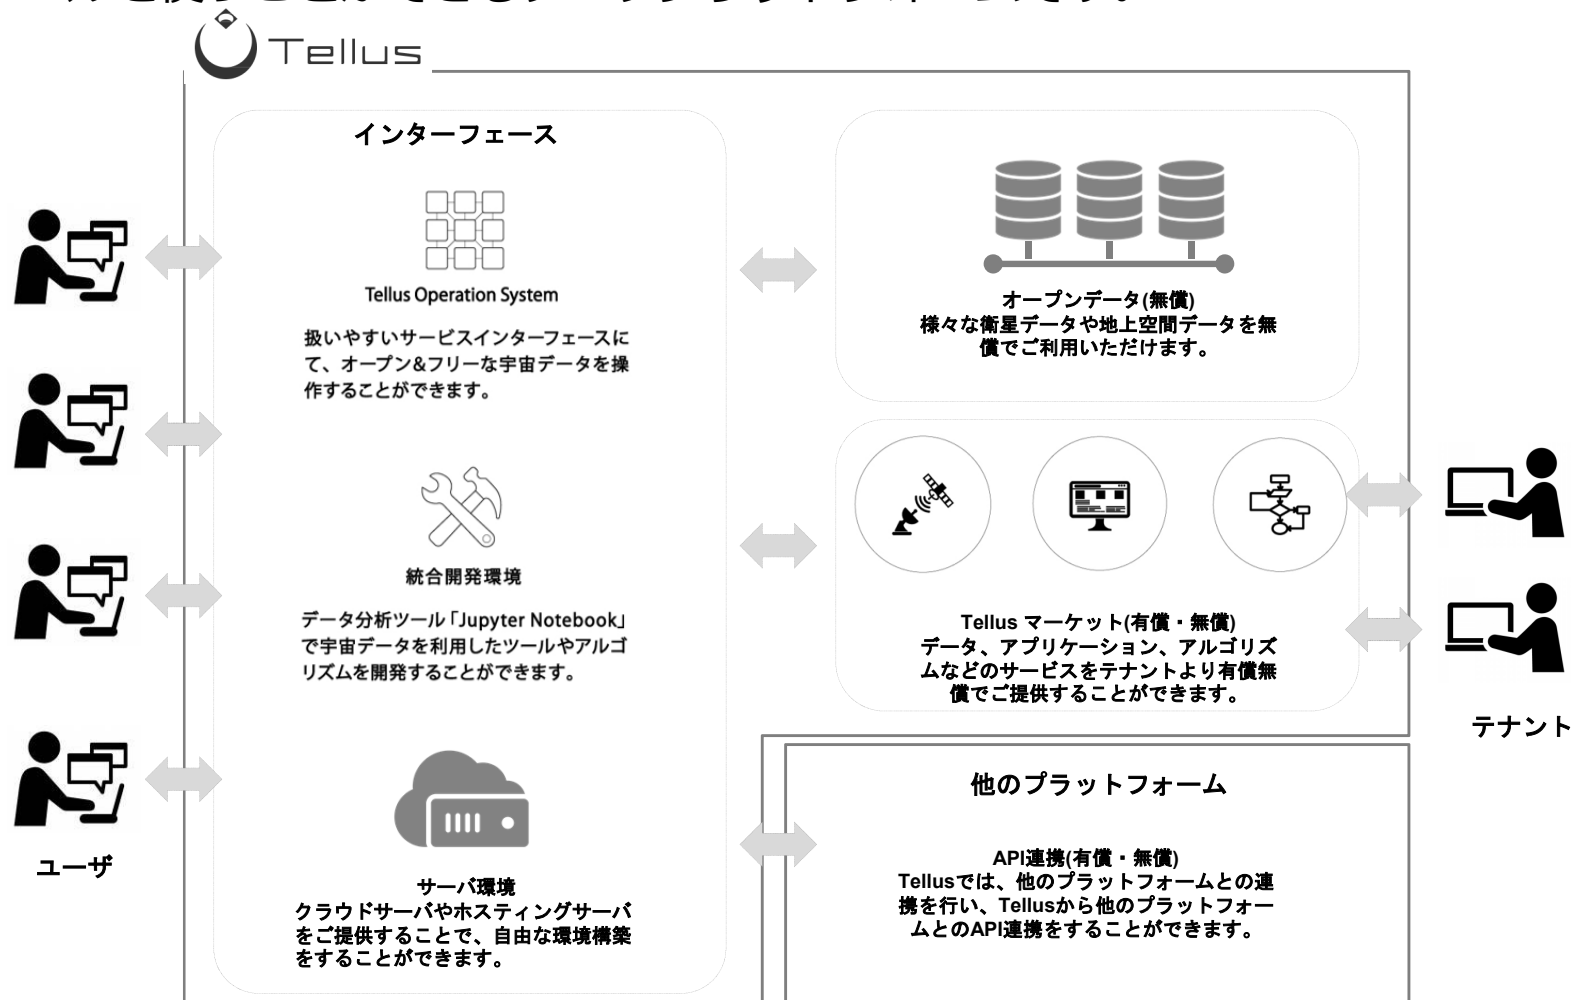 Tellus
インターフェース
Tellus Operation System
扱いやすいサービスインターフェースに
て、オープン&フリーな宇宙データを操
作することができます。
統合開発環境
データ分析ツール「Jupyter Notebook」
で宇宙データを利用したツールやアルゴ
リズムを開発することができます。
サーバ環境
クラウドサーバやホスティングサーバ
をご提供することで、自由な環境構築
をすることができます。
ユーザ
オープンデータ(無償)
様々な衛星データや地上空間データを無
償でご利用いただけます。
Tellus マーケット(有償・無償)
データ、アプリケーション、アルゴリズ
ムなどのサービスをテナントより有償無
償でご提供することができます。
テナント
他のプラットフォーム
API連携(有償・無償)
Tellusでは、他のプラットフォームとの連
携を行い、Tellusから他のプラットフォー
ムとのAPI連携をすることができます。